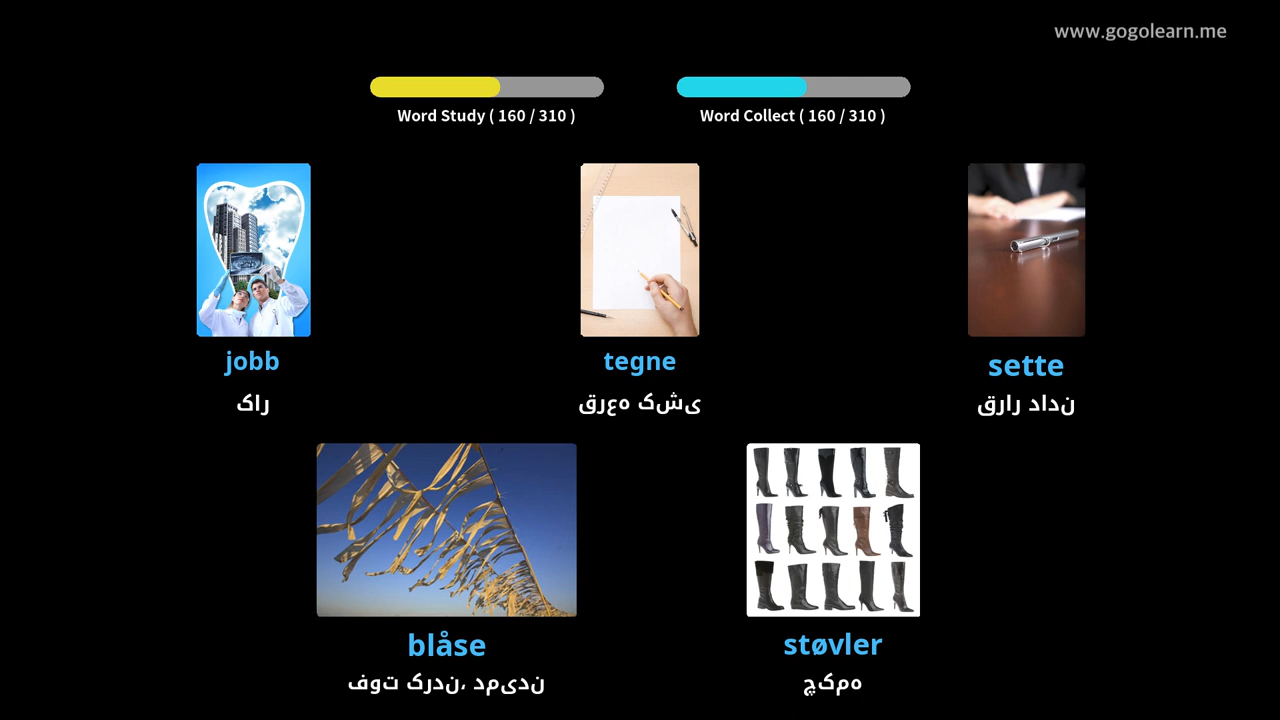 www.gogolearn.me
Word Study ( 160 / 310 )
Word Collect ( 160 / 310 )
jobb
کار
tegne
قرعه کشی
sette
قرار دادن
blåse
فوت کردن، دمیدن
støvler
چکمه